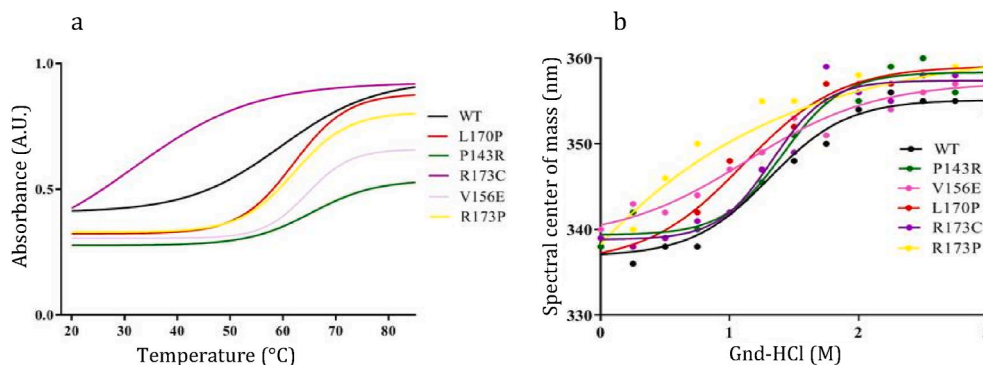 a
1.0
0.5
0.0
Absorbance (A.U.)
20 30 40 50 60 70 80
Temperature (°C)
WT
L170P
P143R
R173C
V156E
R173P
b
360
350
340
330
Spectral center of mass (nm)
0 1 2
Gnd-HCl (M)
WT
P143R
V156E
L170P
R173C
R173P